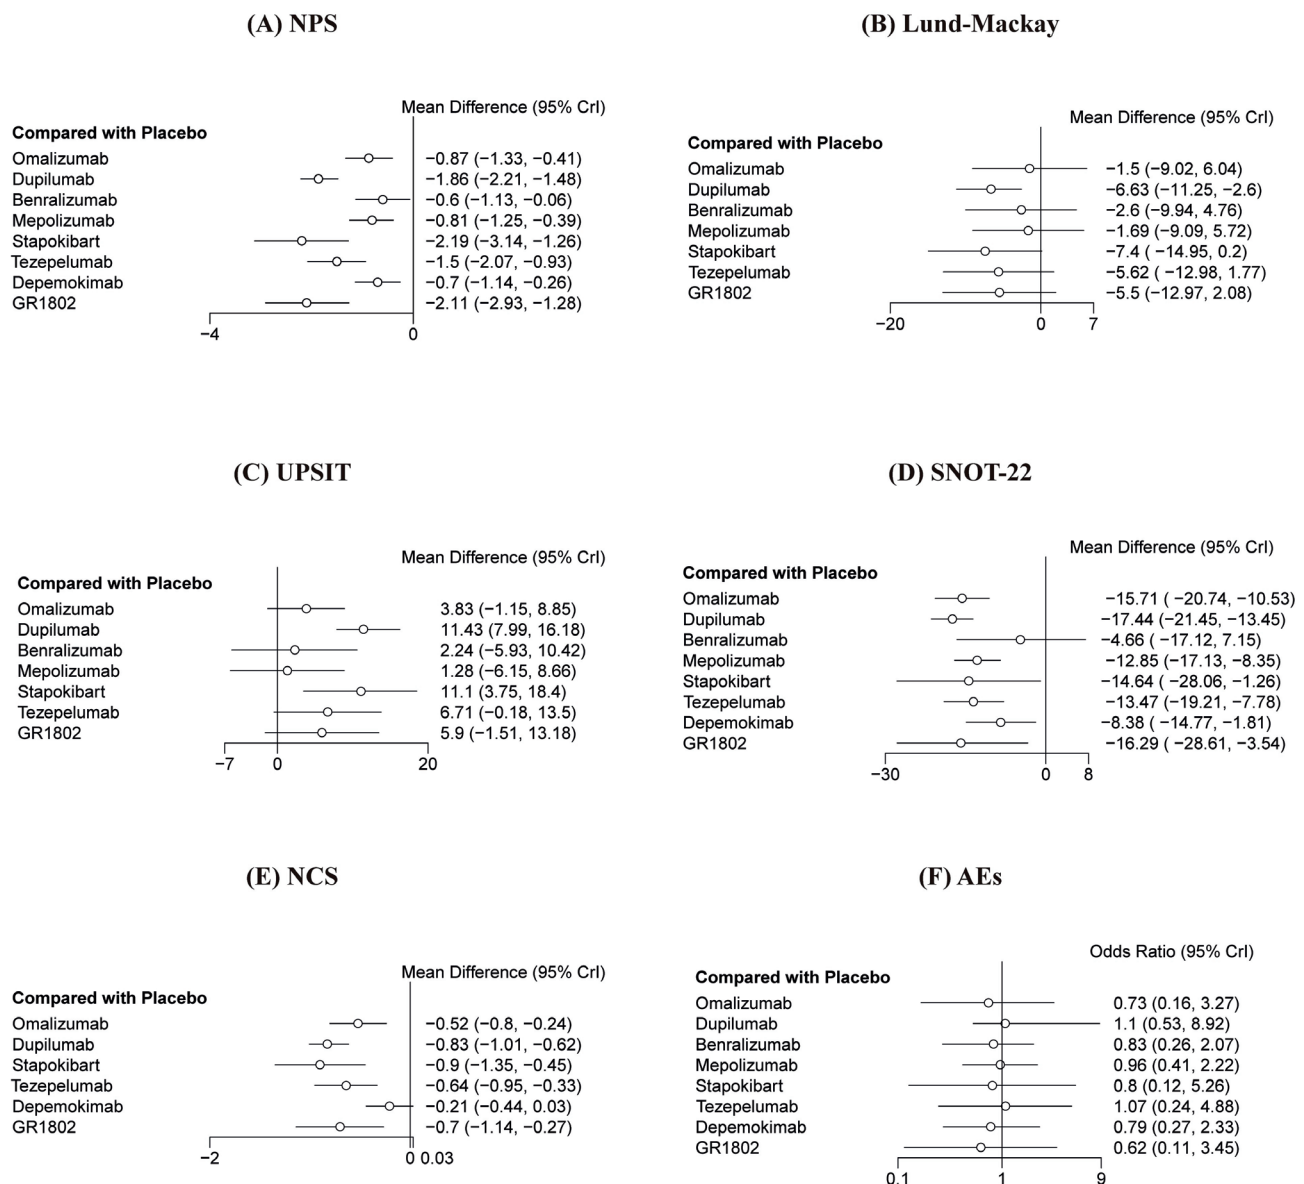 (A) NPS
Mean Difference (95% CrI)
Compared with Placebo
Omalizumab −0.87 (−1.33, −0.41)
Dupilumab −1.86 (−2.21, −1.48)
Benralizumab −0.6 (−1.13, −0.06)
Mepolizumab −0.81 (−1.25, −0.39)
Stapokibart −2.19 (−3.14, −1.26)
Tezepelumab −1.5 (−2.07, −0.93)
Depemokimab −0.7 (−1.14, −0.26)
GR1802 −2.11 (−2.93, −1.28)
−4 0
(B) Lund-Mackay
Mean Difference (95% CrI)
Compared with Placebo
Omalizumab −1.5 (−9.02, 6.04)
Dupilumab −6.63 (−11.25, −2.6)
Benralizumab −2.6 (−9.94, 4.76)
Mepolizumab −1.69 (−9.09, 5.72)
Stapokibart −7.4 ( −14.95, 0.2)
Tezepelumab −5.62 ( −12.98, 1.77)
GR1802 −5.5 (−12.97, 2.08)
−20 0 7
(C) UPSIT
Mean Difference (95% CrI)
Compared with Placebo
Omalizumab 3.83 (−1.15, 8.85)
Dupilumab 11.43 (7.99, 16.18)
Benralizumab 2.24 (−5.93, 10.42)
Mepolizumab 1.28 (−6.15, 8.66)
Stapokibart 11.1 (3.75, 18.4)
Tezepelumab 6.71 (−0.18, 13.5)
GR1802 5.9 (−1.51, 13.18)
−7 0 20
(D) SNOT-22
Mean Difference (95% CrI)
Compared with Placebo
Omalizumab −15.71 ( −20.74, −10.53)
Dupilumab −17.44 (−21.45, −13.45)
Benralizumab −4.66 (−17.12, 7.15)
Mepolizumab −12.85 (−17.13, −8.35)
Stapokibart −14.64 ( −28.06, −1.26)
Tezepelumab −13.47 (−19.21, −7.78)
Depemokimab −8.38 (−14.77, −1.81)
GR1802 −16.29 (−28.61, −3.54)
−30 0 8
(E) NCS
Mean Difference (95% CrI)
Compared with Placebo
Omalizumab −0.52 (−0.8, −0.24)
Dupilumab −0.83 (−1.01, −0.62)
Stapokibart −0.9 (−1.35, −0.45)
Tezepelumab −0.64 (−0.95, −0.33)
Depemokimab −0.21 (−0.44, 0.03)
GR1802 −0.7 (−1.14, −0.27)
−2 0 0.03
(F) AEs
Odds Ratio (95% CrI)
Compared with Placebo
Omalizumab 0.73 (0.16, 3.27)
Dupilumab 1.1 (0.53, 8.92)
Benralizumab 0.83 (0.26, 2.07)
Mepolizumab 0.96 (0.41, 2.22)
Stapokibart 0.8 (0.12, 5.26)
Tezepelumab 1.07 (0.24, 4.88)
Depemokimab 0.79 (0.27, 2.33)
GR1802 0.62 (0.11, 3.45)
0.1 1 9